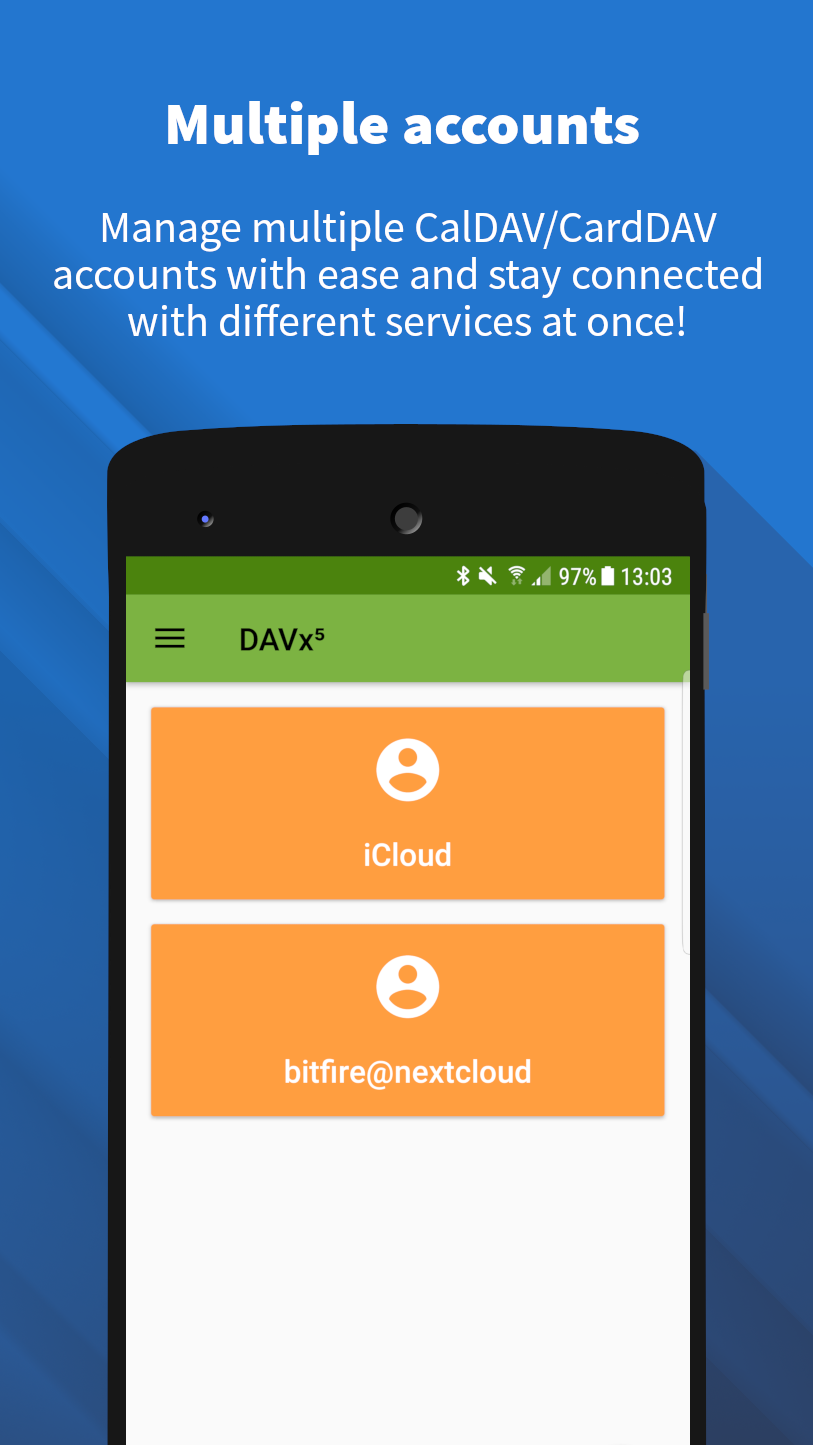 Multiple accounts
Manage multiple CalDAV/CardDAV
accounts with ease and stay connected
with different services at once!
97% 13:03
DAVx⁵
iCloud
bitfire@nextcloud